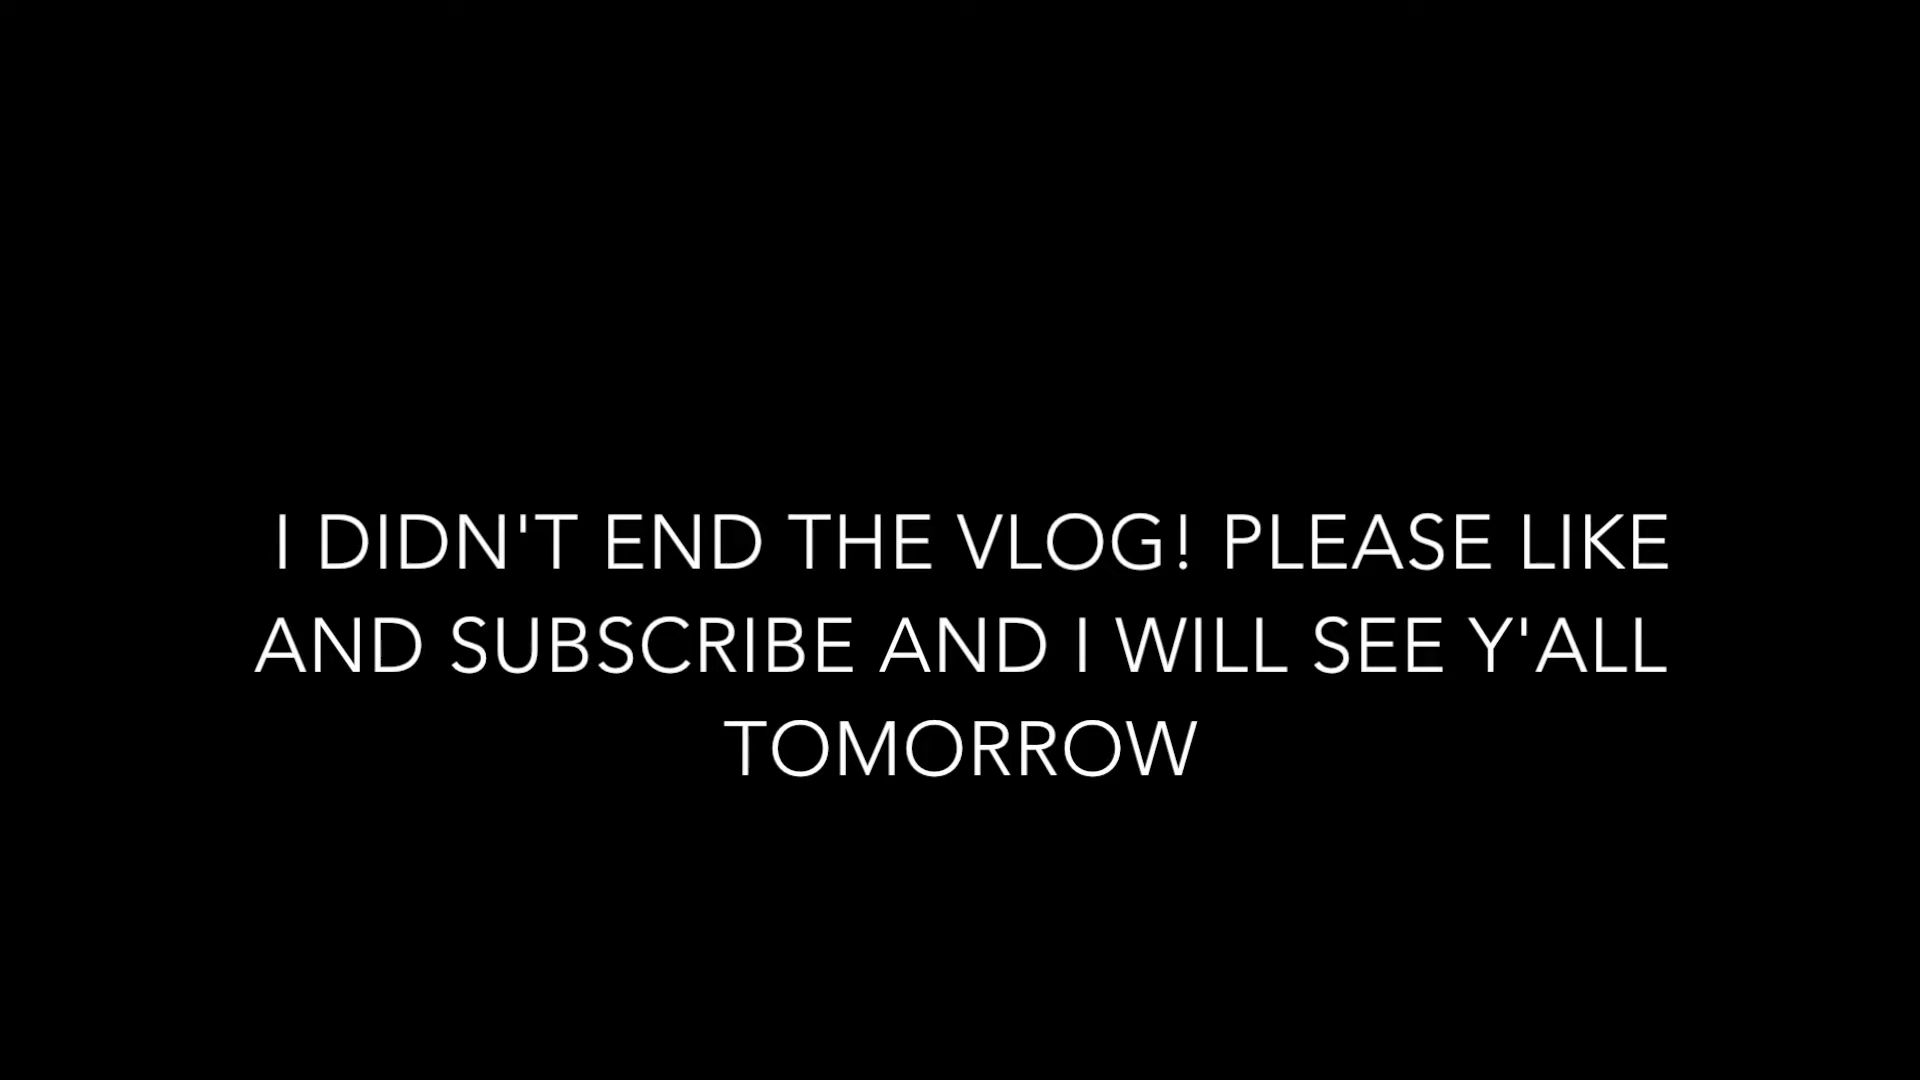 I DIDN'T END THE VLOG! PLEASE LIKE
AND SUBSCRIBE AND I WILL SEE Y'ALL
TOMORROW